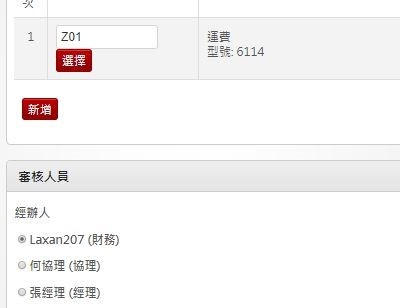 次
1
Z01
選擇
運費
型號: 6114
新增
審核人員
經辦人
Laxan207 (財務)
何協理 (協理)
張經理 (經理)